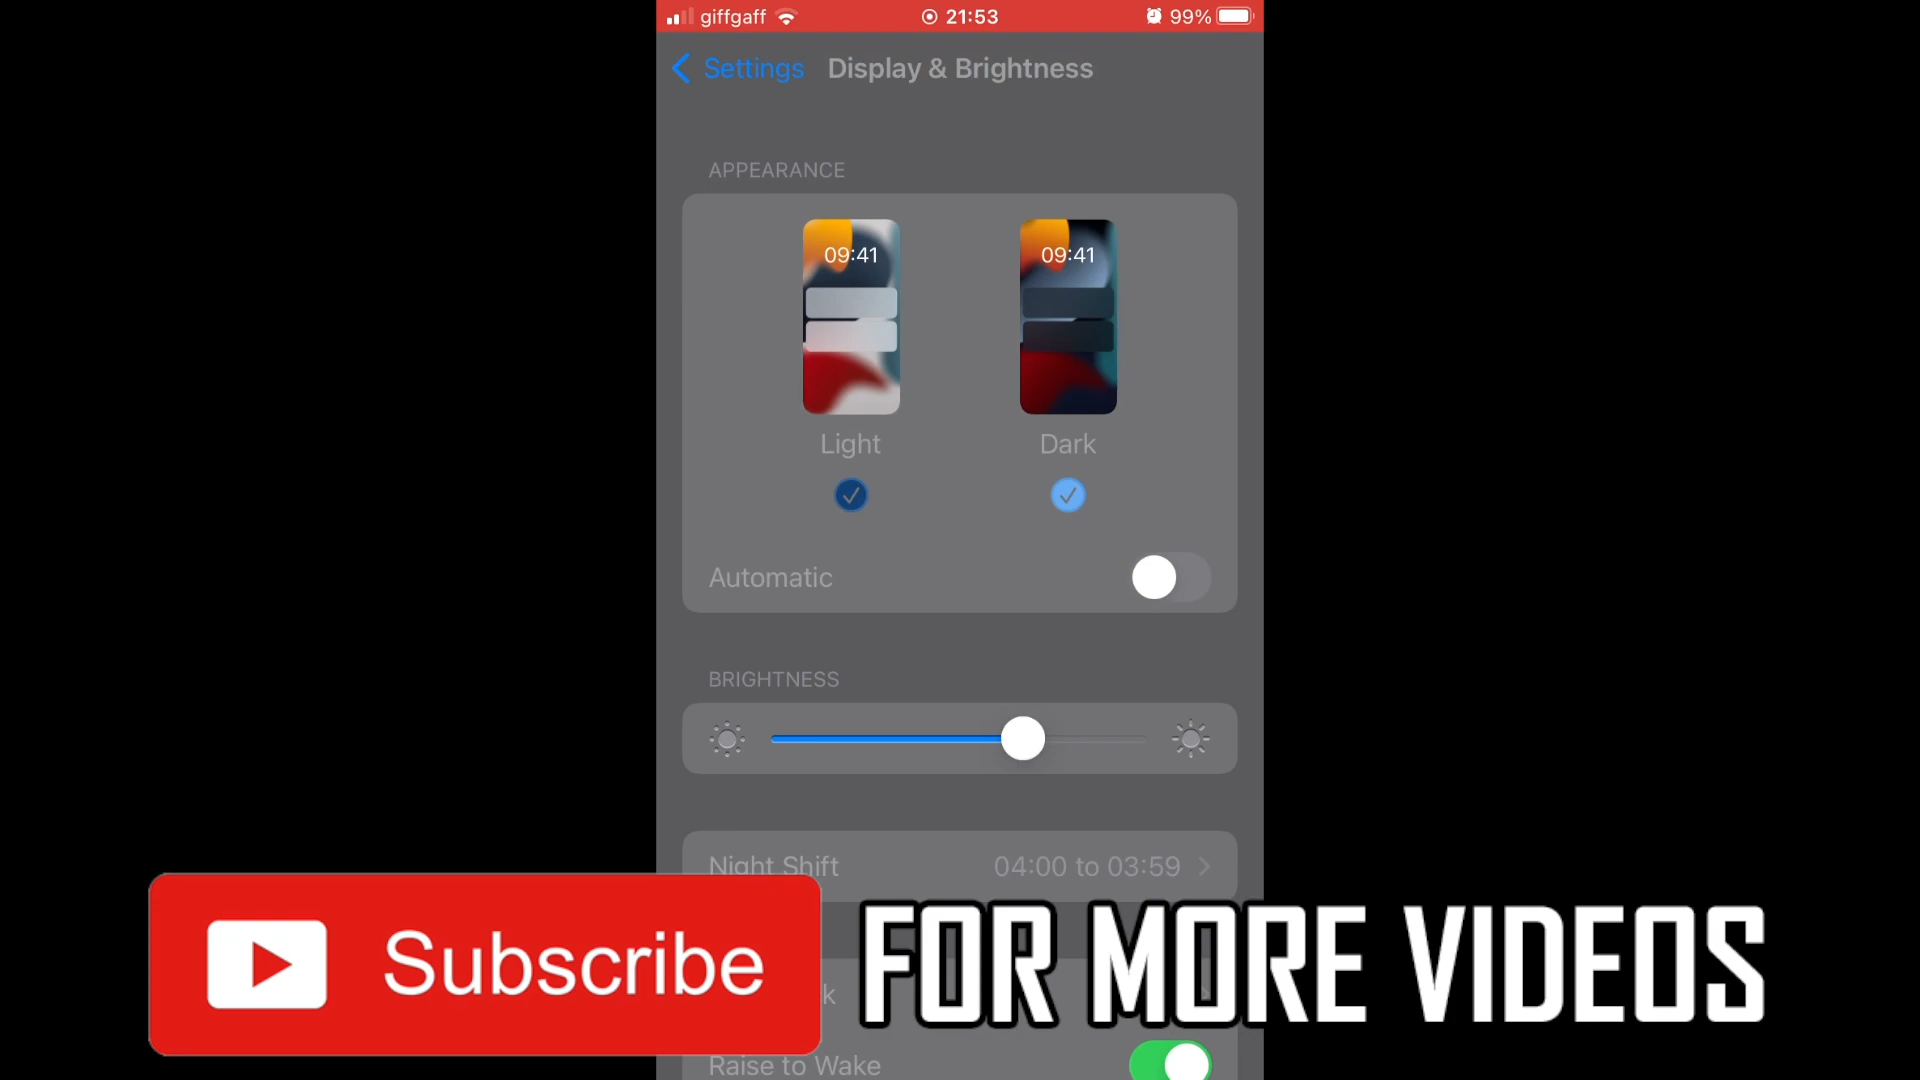 giffgaff 21:53 99%
Settings Display & Brightness
APPEARANCE
09:41 09:41
Light Dark
Automatic
BRIGHTNESS
Night Shift 04:00 to 03:59
Subscribe FOR MORE VIDEOS
k
Raise to Wake